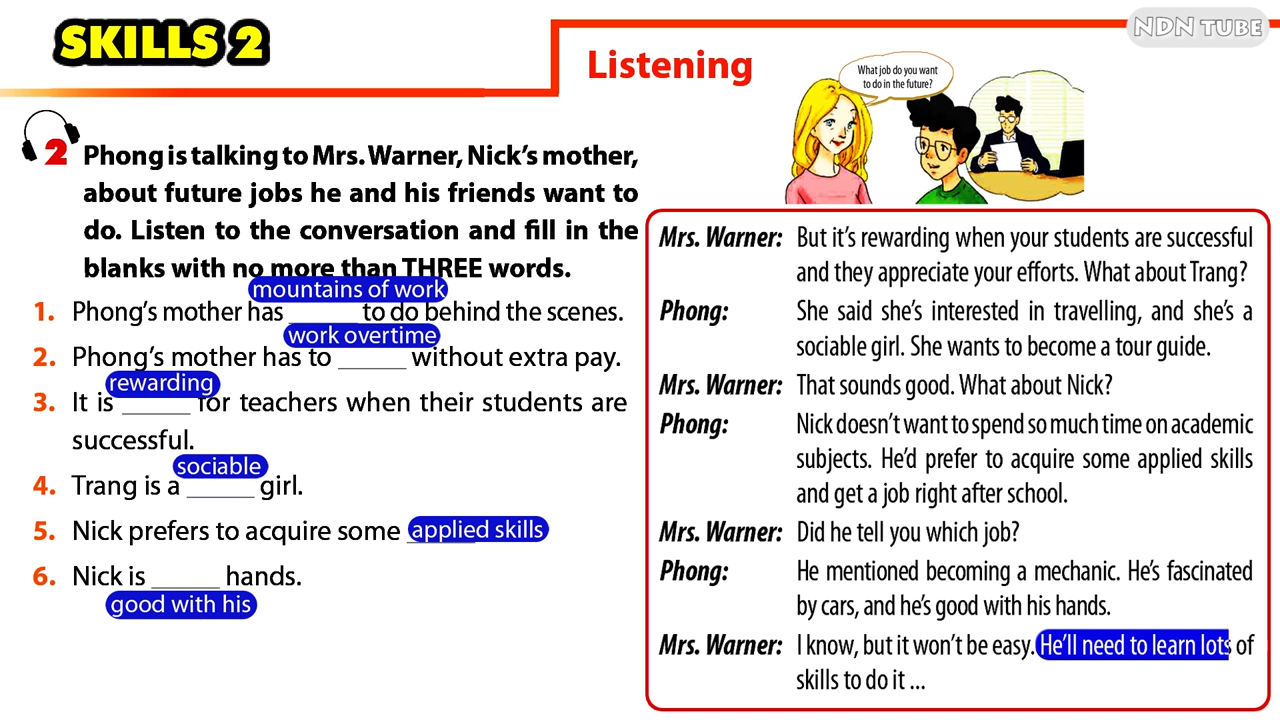 SKILLS 2
NDN TUBE
Listening
What job do you want
to do in the future?
2 Phong is talking to Mrs. Warner, Nick's mother,
about future jobs he and his friends want to
do. Listen to the conversation and fill in the
blanks with no more than THREE words.
mountains of work
1. Phong's mother has ______ to do behind the scenes.
work overtime
2. Phong's mother has to ______ without extra pay.
rewarding
3. It is ______ for teachers when their students are
successful.
sociable
4. Trang is a ______ girl.
5. Nick prefers to acquire some applied skills
6. Nick is ______ hands.
good with his
Mrs. Warner: But it's rewarding when your students are successful
and they appreciate your efforts. What about Trang?
Phong: She said she's interested in travelling, and she's a
sociable girl. She wants to become a tour guide.
Mrs. Warner: That sounds good. What about Nick?
Phong: Nick doesn't want to spend so much time on academic
subjects. He'd prefer to acquire some applied skills
and get a job right after school.
Mrs. Warner: Did he tell you which job?
Phong: He mentioned becoming a mechanic. He's fascinated
by cars, and he's good with his hands.
Mrs. Warner: I know, but it won't be easy. He'll need to learn lots of
skills to do it ...